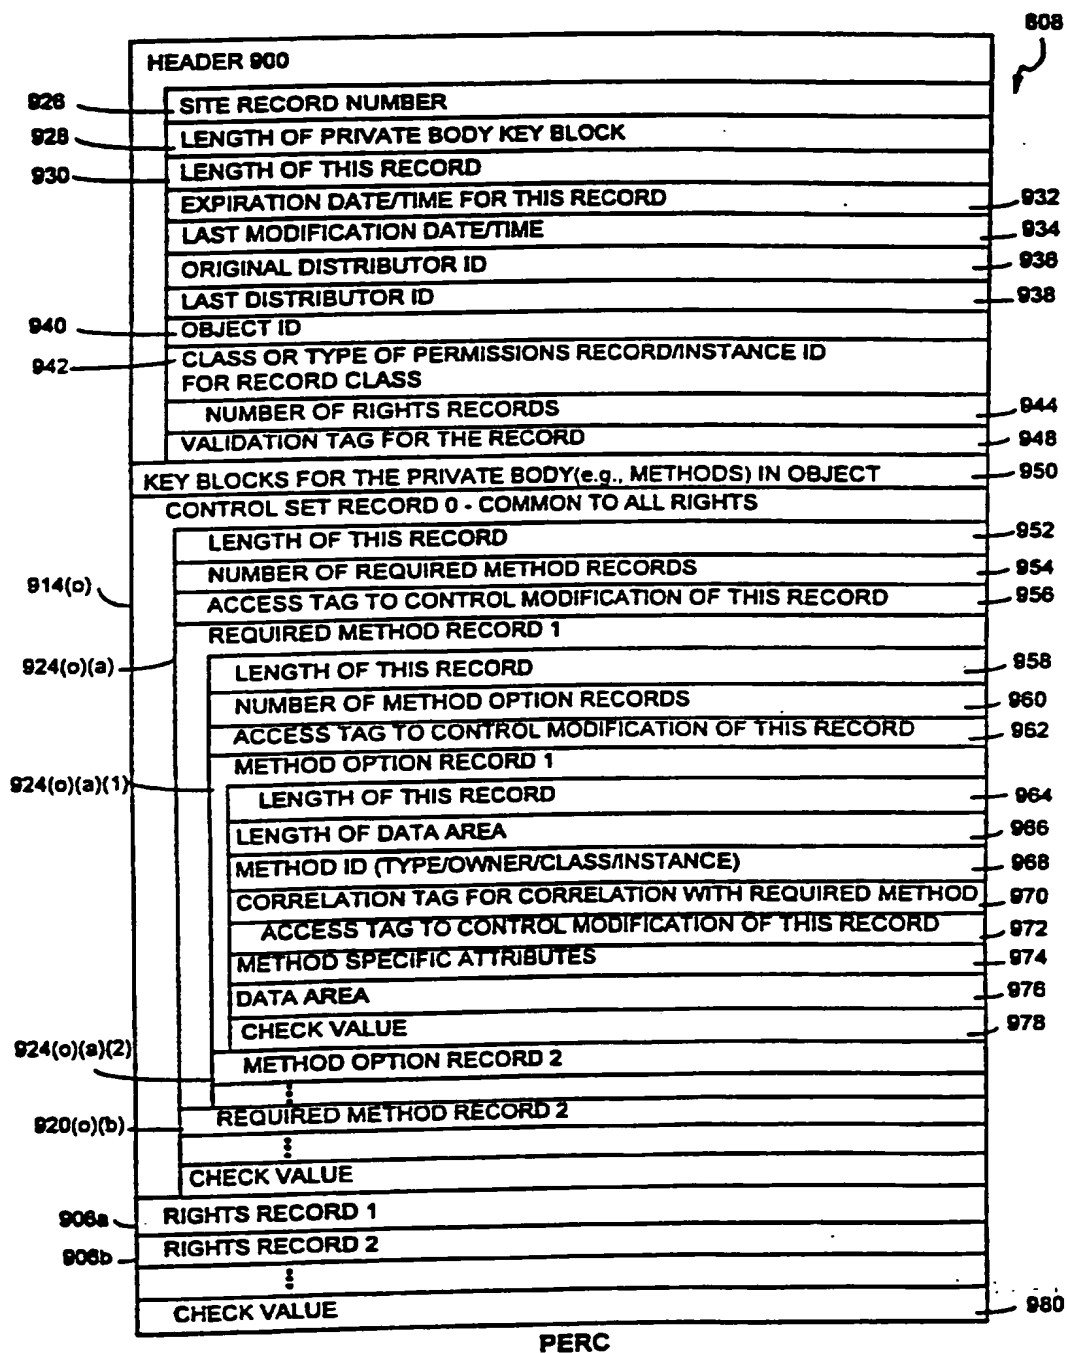 808
HEADER 900
926 SITE RECORD NUMBER
928 LENGTH OF PRIVATE BODY KEY BLOCK
930 LENGTH OF THIS RECORD
EXPIRATION DATE/TIME FOR THIS RECORD 932
LAST MODIFICATION DATE/TIME 934
ORIGINAL DISTRIBUTOR ID 936
LAST DISTRIBUTOR ID 938
940 OBJECT ID
942 CLASS OR TYPE OF PERMISSIONS RECORD/INSTANCE ID
FOR RECORD CLASS
NUMBER OF RIGHTS RECORDS 944
VALIDATION TAG FOR THE RECORD 948
KEY BLOCKS FOR THE PRIVATE BODY(e.g., METHODS) IN OBJECT 950
CONTROL SET RECORD 0 - COMMON TO ALL RIGHTS
LENGTH OF THIS RECORD 952
914(o) NUMBER OF REQUIRED METHOD RECORDS 954
ACCESS TAG TO CONTROL MODIFICATION OF THIS RECORD 956
REQUIRED METHOD RECORD 1
924(o)(a) LENGTH OF THIS RECORD 958
NUMBER OF METHOD OPTION RECORDS 960
ACCESS TAG TO CONTROL MODIFICATION OF THIS RECORD 962
METHOD OPTION RECORD 1
924(o)(a)(1) LENGTH OF THIS RECORD 964
LENGTH OF DATA AREA 966
METHOD ID (TYPE/OWNER/CLASS/INSTANCE) 968
CORRELATION TAG FOR CORRELATION WITH REQUIRED METHOD 970
ACCESS TAG TO CONTROL MODIFICATION OF THIS RECORD 972
METHOD SPECIFIC ATTRIBUTES 974
DATA AREA 976
CHECK VALUE 978
924(o)(a)(2) METHOD OPTION RECORD 2
920(o)(b) REQUIRED METHOD RECORD 2
CHECK VALUE
906a RIGHTS RECORD 1
906b RIGHTS RECORD 2
CHECK VALUE 980
PERC